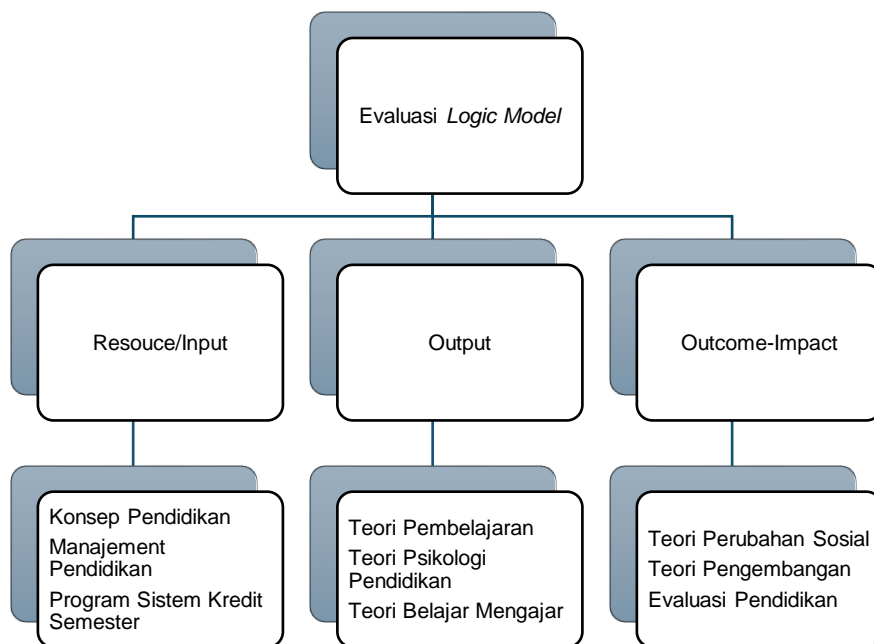 Evaluasi Logic Model
Resouce/Input
Output
Outcome-Impact
Konsep Pendidikan
Manajement
Pendidikan
Program Sistem Kredit
Semester
Teori Pembelajaran
Teori Psikologi
Pendidikan
Teori Belajar Mengajar
Teori Perubahan Sosial
Teori Pengembangan
Evaluasi Pendidikan